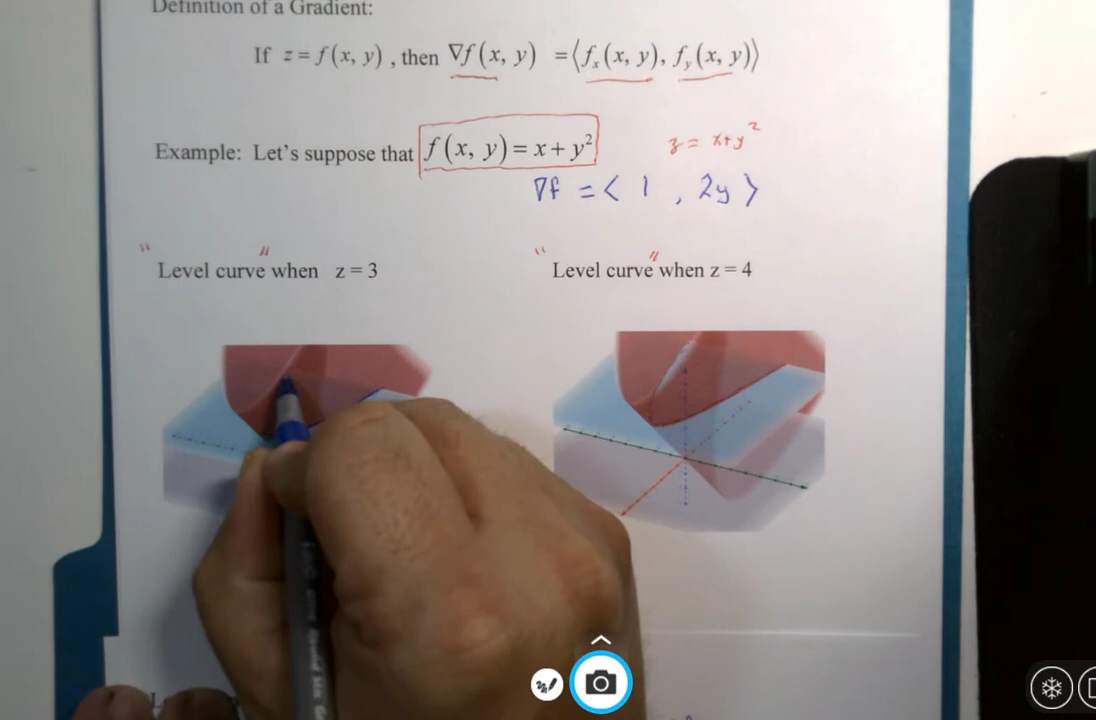 Definition of a Gradient:
If z = f(x, y), then ∇f(x, y) = ⟨f_x(x, y), f_y(x, y)⟩
Example: Let's suppose that f(x, y) = x + y² z = x+y²
∇f = < 1 , 2y >
"Level curve" when z = 3
"Level curve" when z = 4